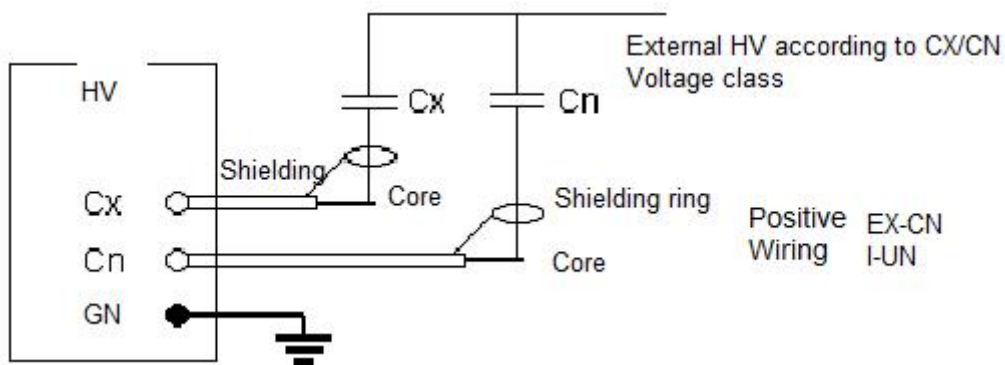 External HV according to CX/CN
Voltage class
HV
Cx
Cn
Shielding
Cx
Core
Shielding ring
Positive EX-CN
Wiring I-UN
Cn
Core
GN